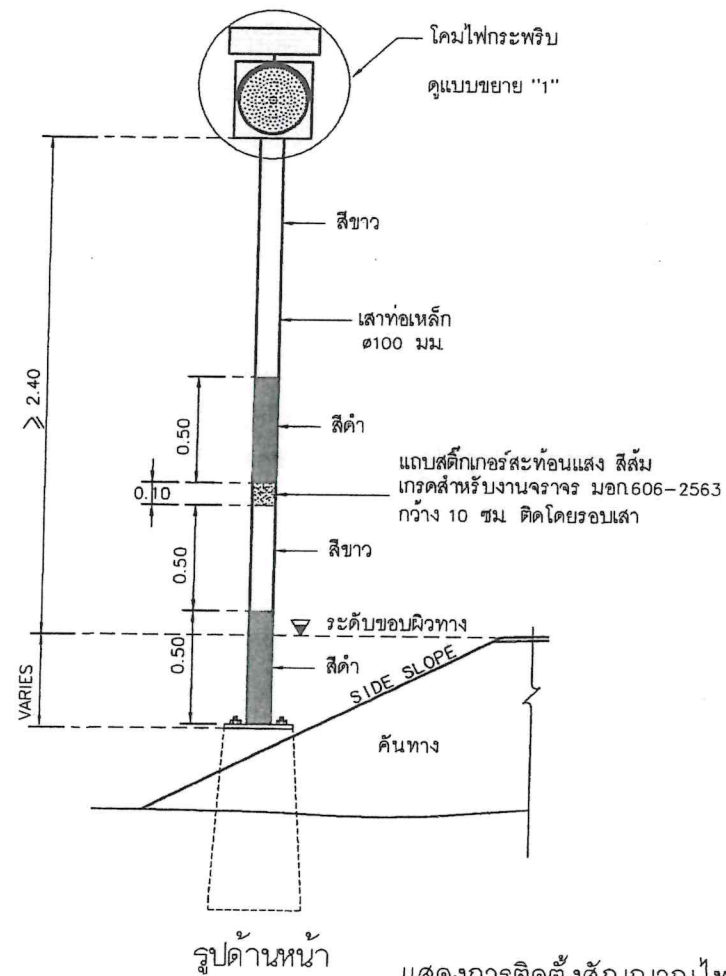 โคมไฟกระพริบ
ดูแบบขยาย "1"
สีขาว
เสาท่อเหล็ก
ø100 มม.
≥ 2.40
0.50
สีดำ
แถบสติ๊กเกอร์สะท้อนแสง สีส้ม
เกรดสำหรับงานจราจร มอก.606-2563
กว้าง 10 ซม. ติดโดยรอบเสา
0.10
0.50
สีขาว
ระดับขอบผิวทาง
0.50
สีดำ
SIDE SLOPE
VARIES
คันทาง
รูปด้านหน้า